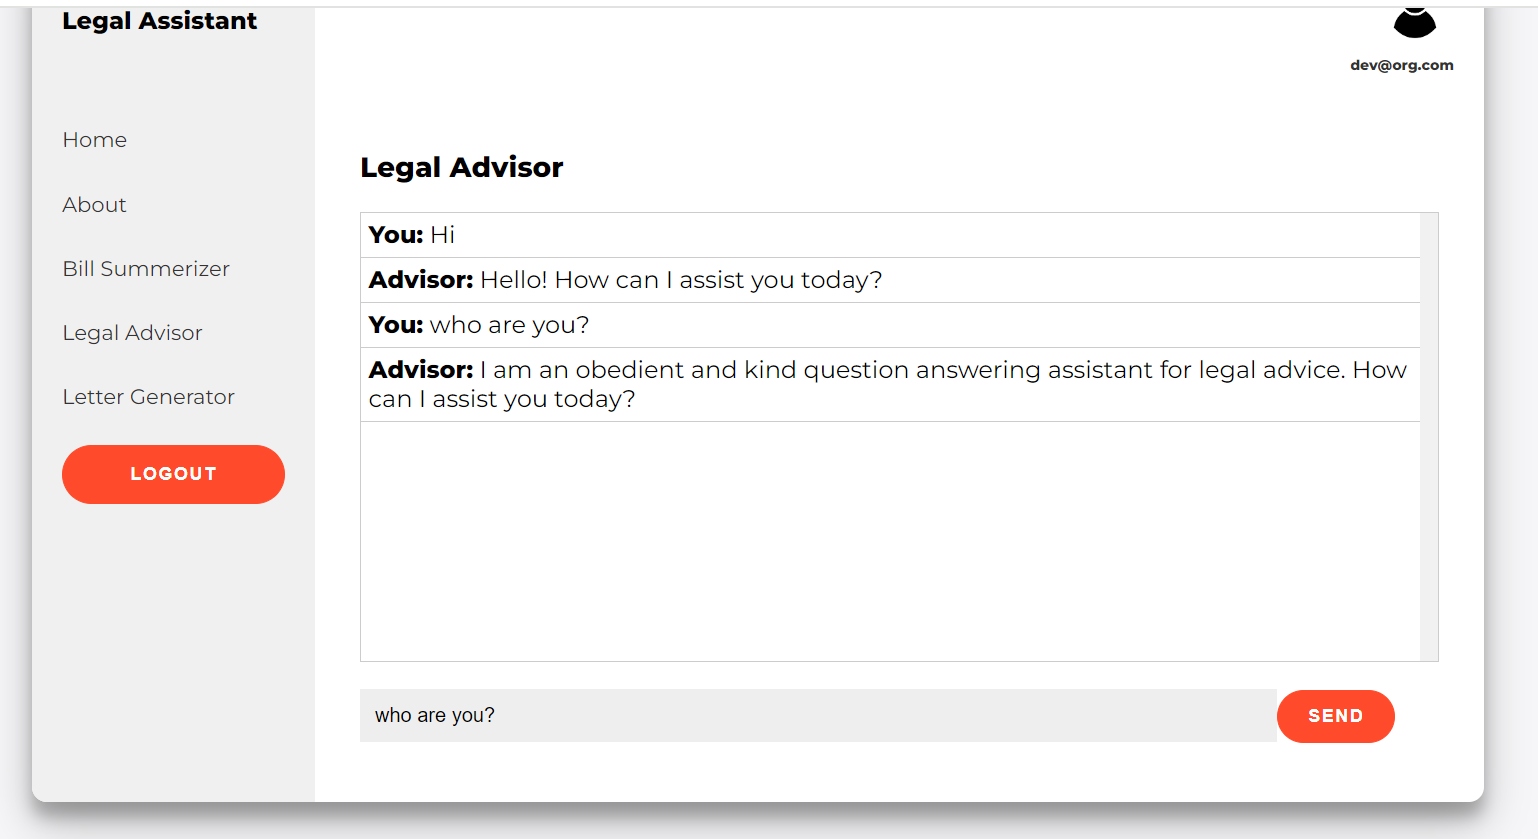 Legal Assistant
dev@org.com
Home
About
Bill Summerizer
Legal Advisor
Letter Generator
LOGOUT
Legal Advisor
You: Hi
Advisor: Hello! How can I assist you today?
You: who are you?
Advisor: I am an obedient and kind question answering assistant for legal advice. How
can I assist you today?
who are you?
SEND